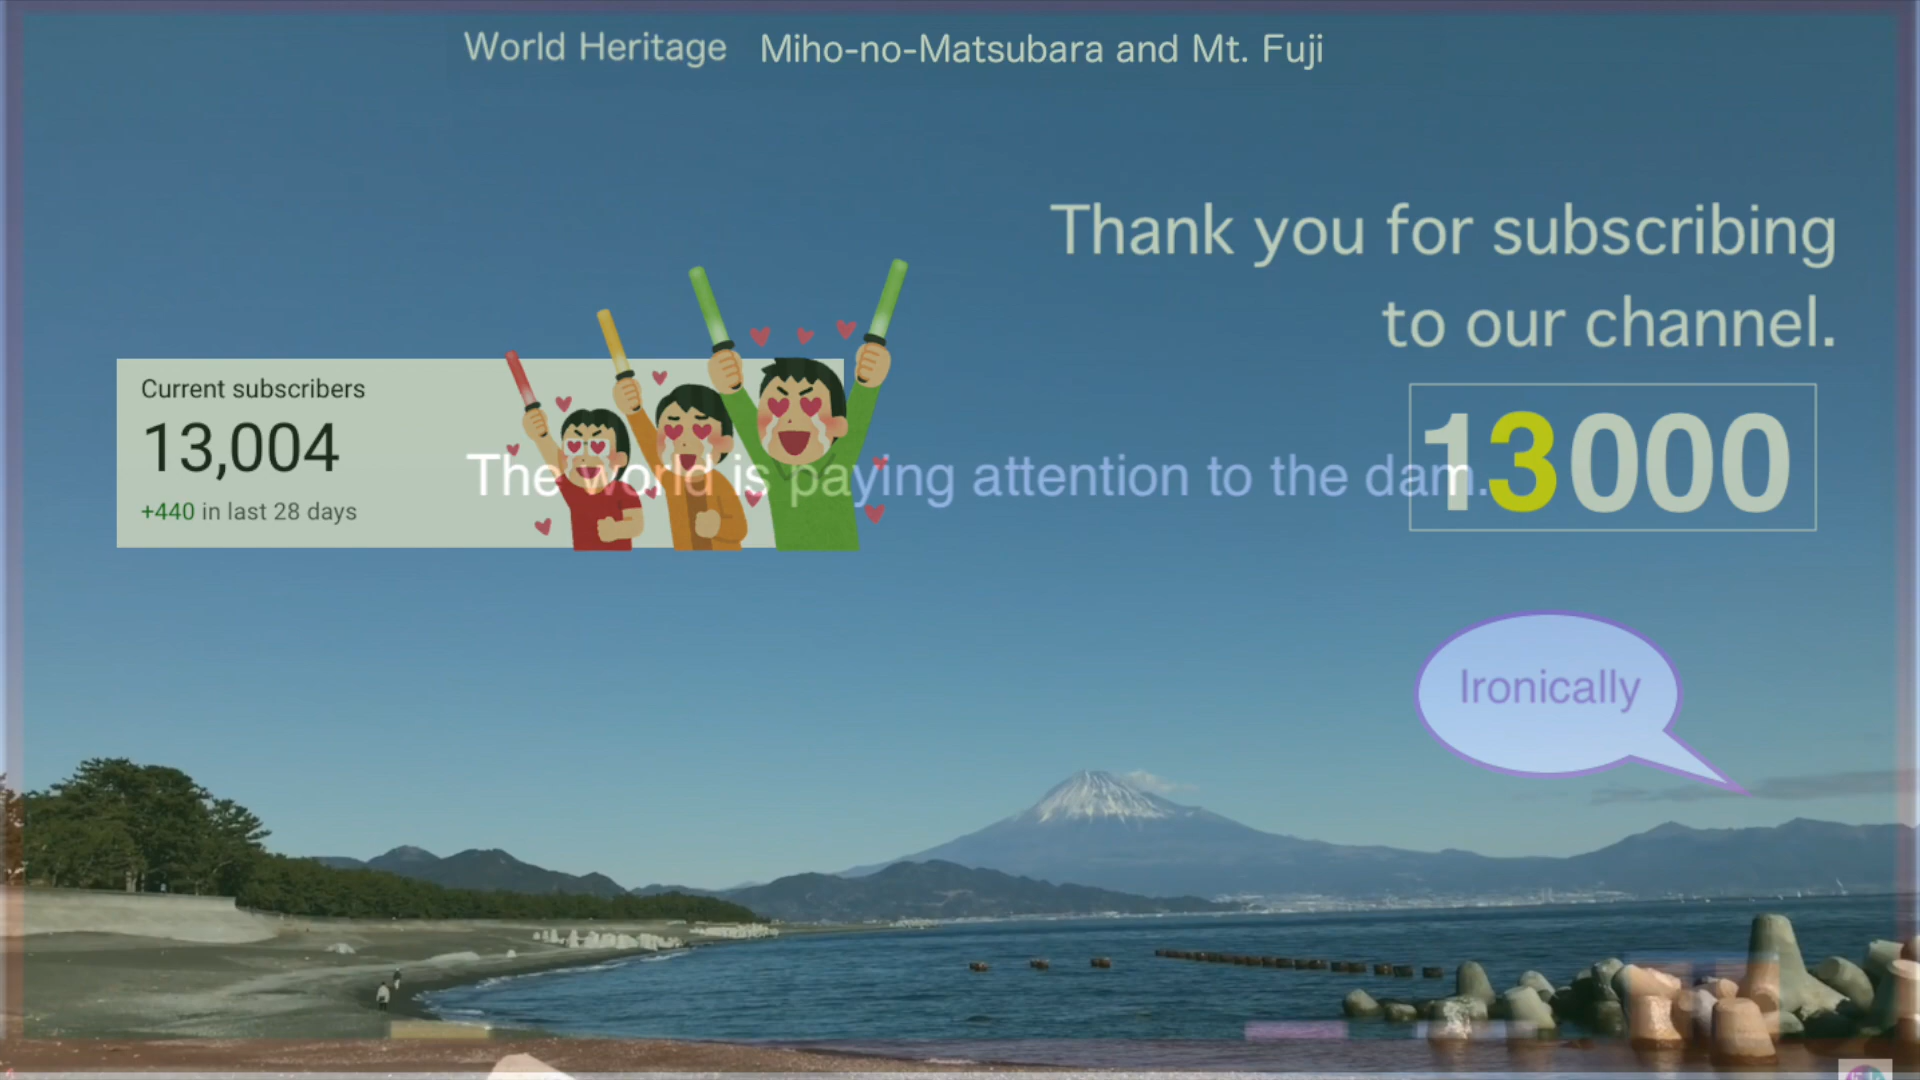 World Heritage Miho-no-Matsubara and Mt. Fuji
Thank you for subscribing
to our channel.
Current subscribers
13,004
+440 in last 28 days
The world is paying attention to the dam.
13000
Ironically